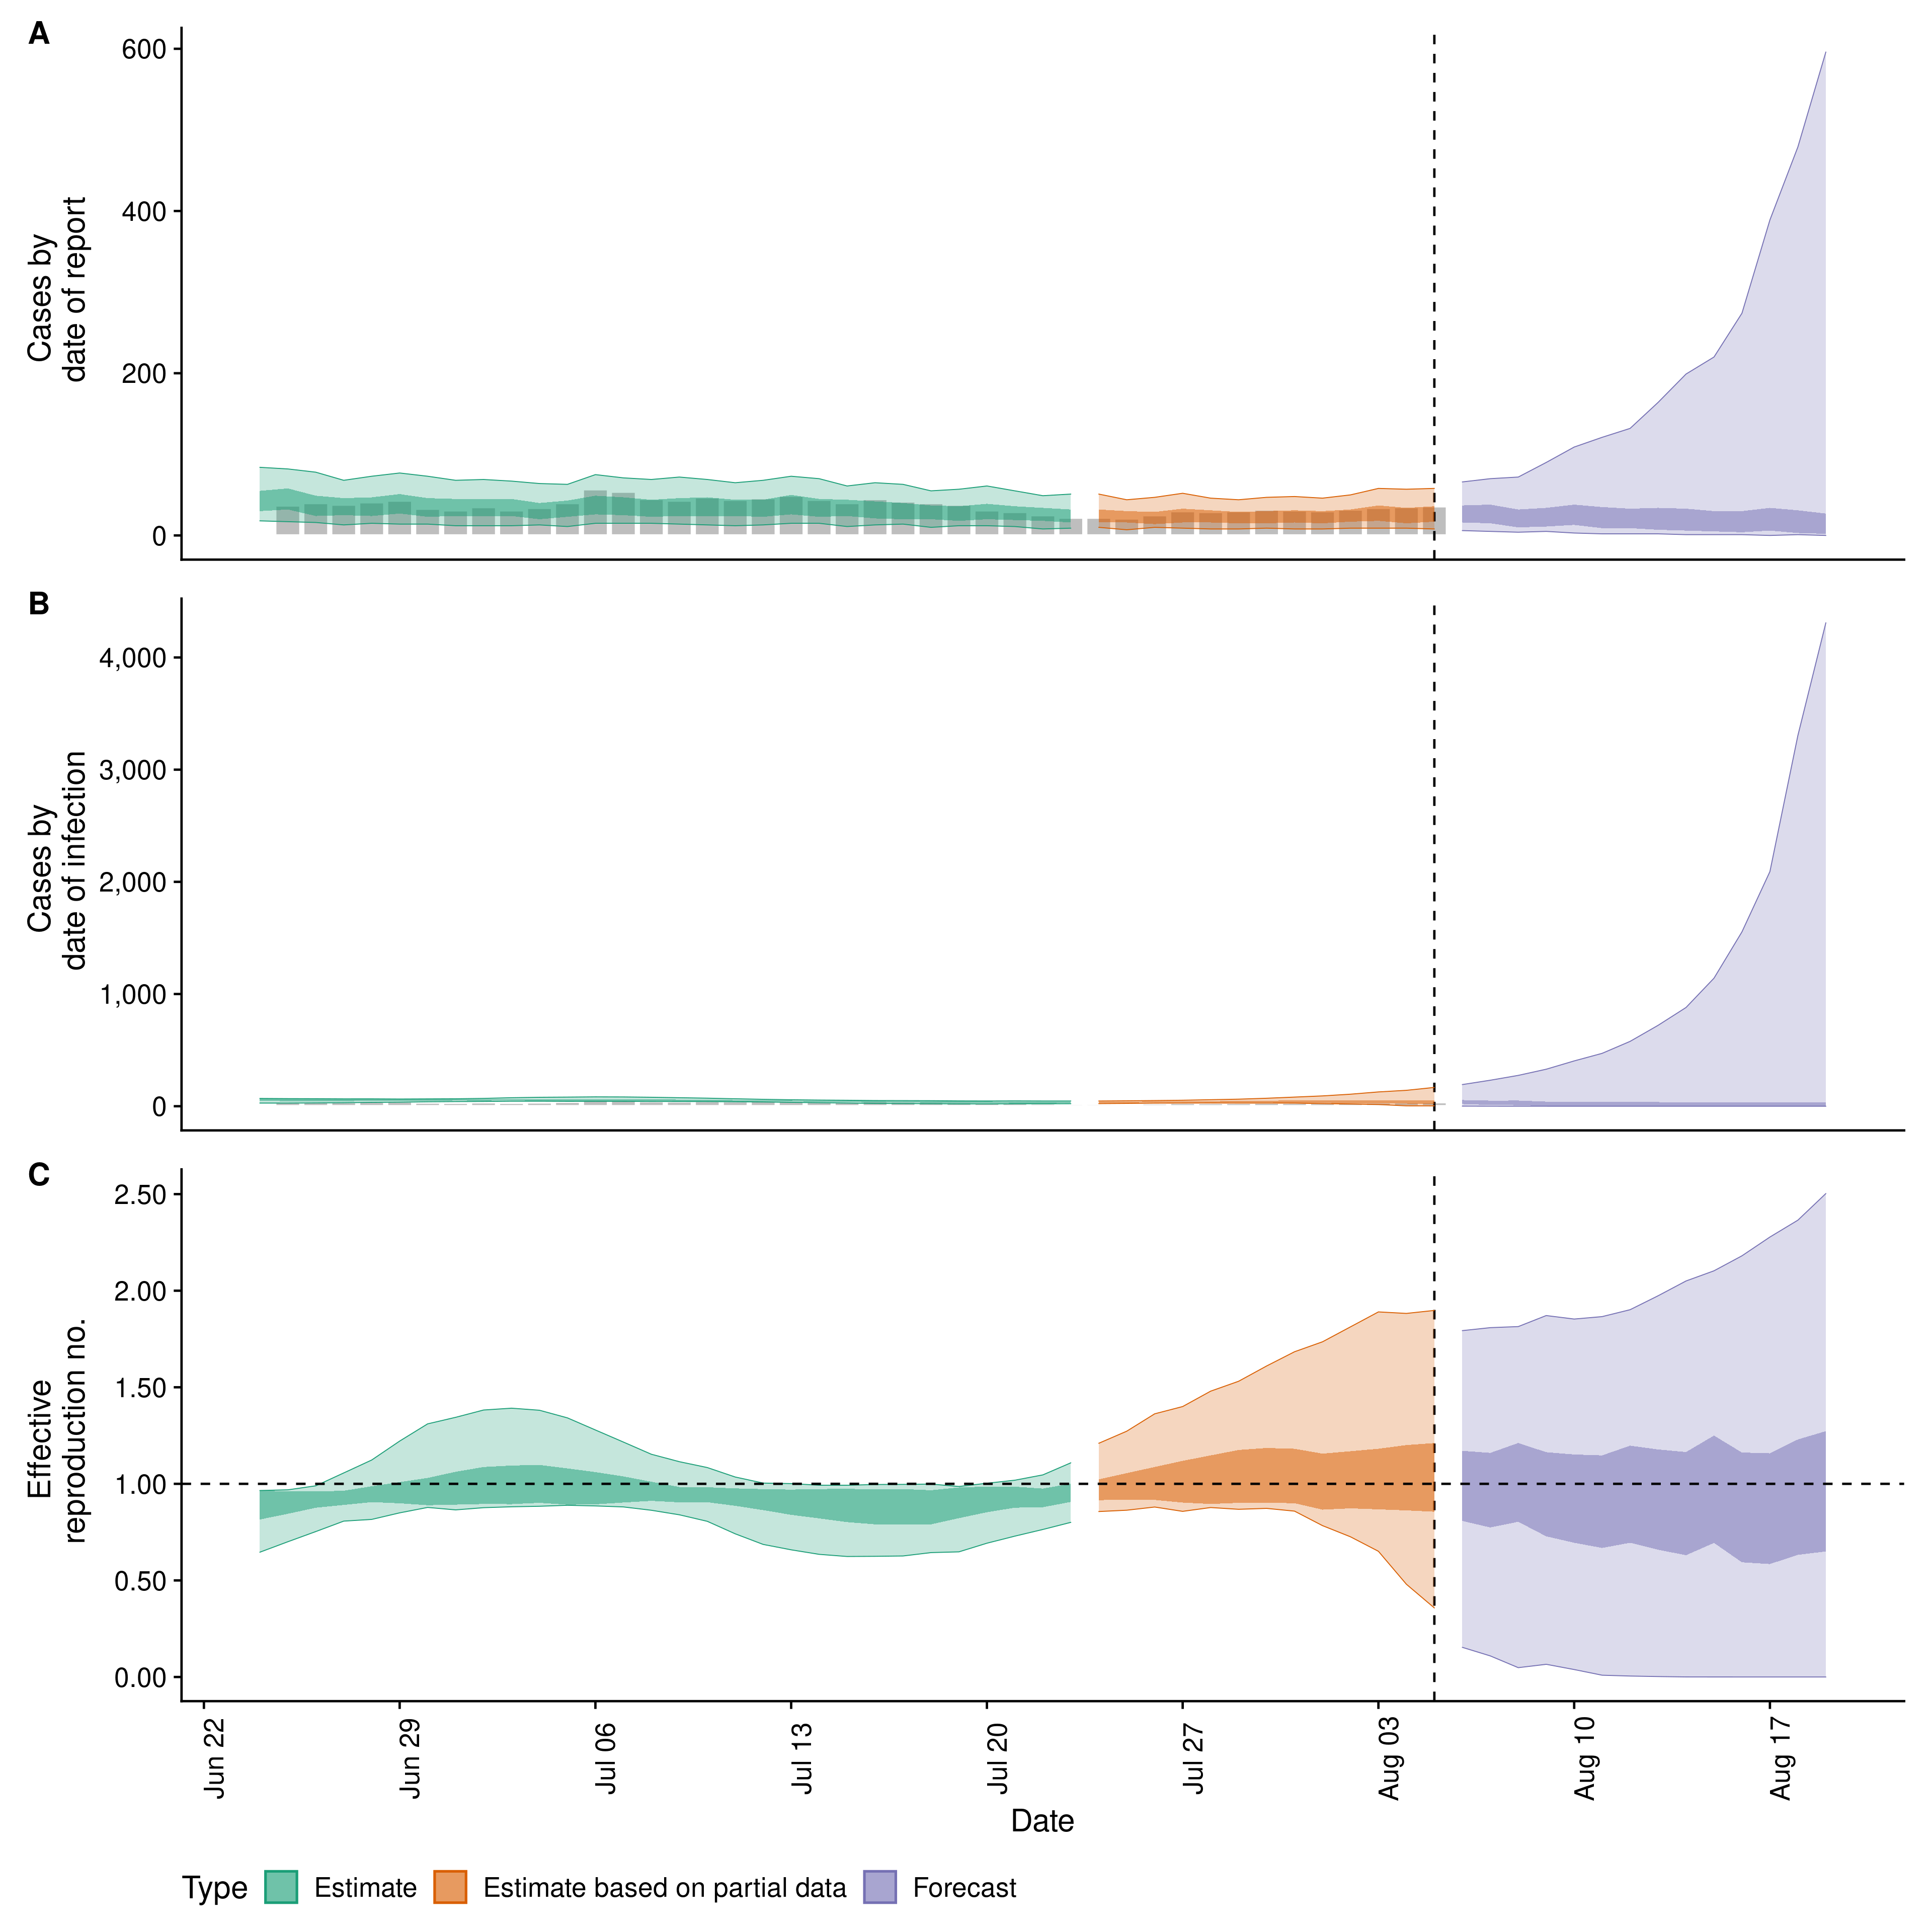 A
600
400
200
0
Cases by
date of report
B
4,000
3,000
2,000
1,000
0
Cases by
date of infection
C
2.50
2.00
1.50
1.00
0.50
0.00
Effective
reproduction no.
Jun 22
Jun 29
Jul 06
Jul 13
Jul 20
Jul 27
Aug 03
Aug 10
Aug 17
Date
Type Estimate Estimate based on partial data Forecast